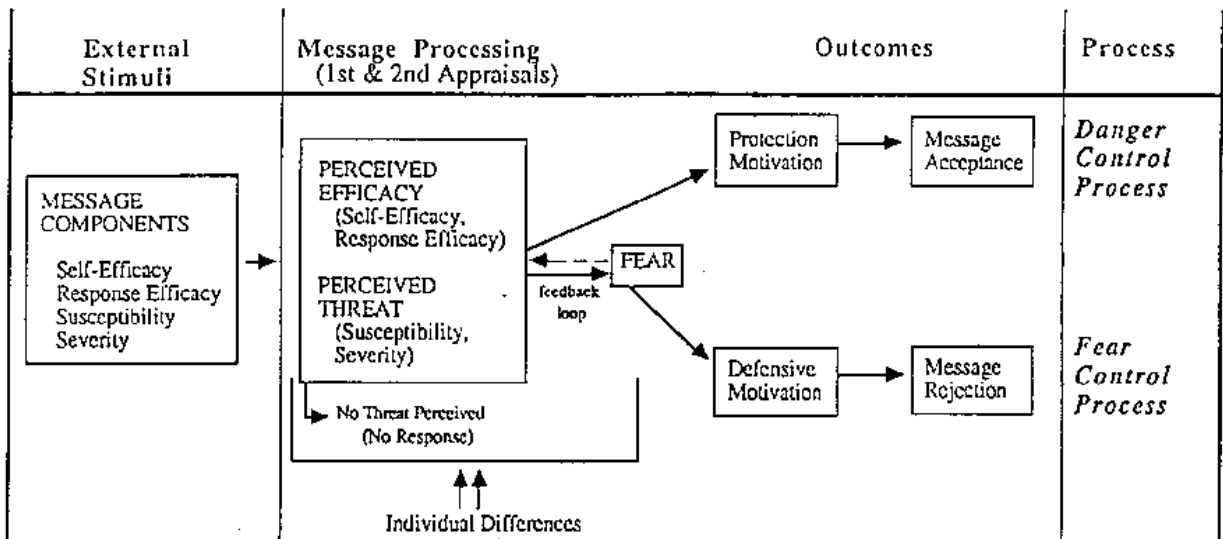 External
Stimuli
Message Processing
(1st & 2nd Appraisals)
Outcomes
Process
MESSAGE
COMPONENTS
Self-Efficacy
Response Efficacy
Susceptibility
Severity
PERCEIVED
EFFICACY
(Self-Efficacy,
Response Efficacy)
PERCEIVED
THREAT
(Susceptibility,
Severity)
No Threat Perceived
(No Response)
Individual Differences
feedback
loop
FEAR
Protection
Motivation
Message
Acceptance
Defensive
Motivation
Message
Rejection
Danger
Control
Process
Fear
Control
Process